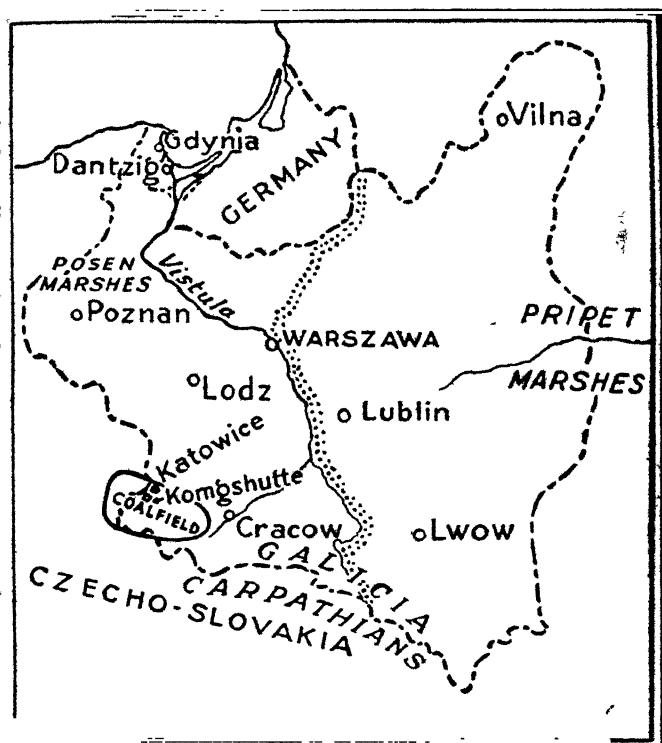 Vilna
Gdynia
Dantzig
GERMANY
POSEN
MARSHES
Vistula
Poznan
PRIPET
WARSZAWA
MARSHES
Lodz
Lublin
Katowice
Komgshutte
COALFIELD
Cracow
Lwow
GALICIA
CARPATHIANS
CZECHO-SLOVAKIA